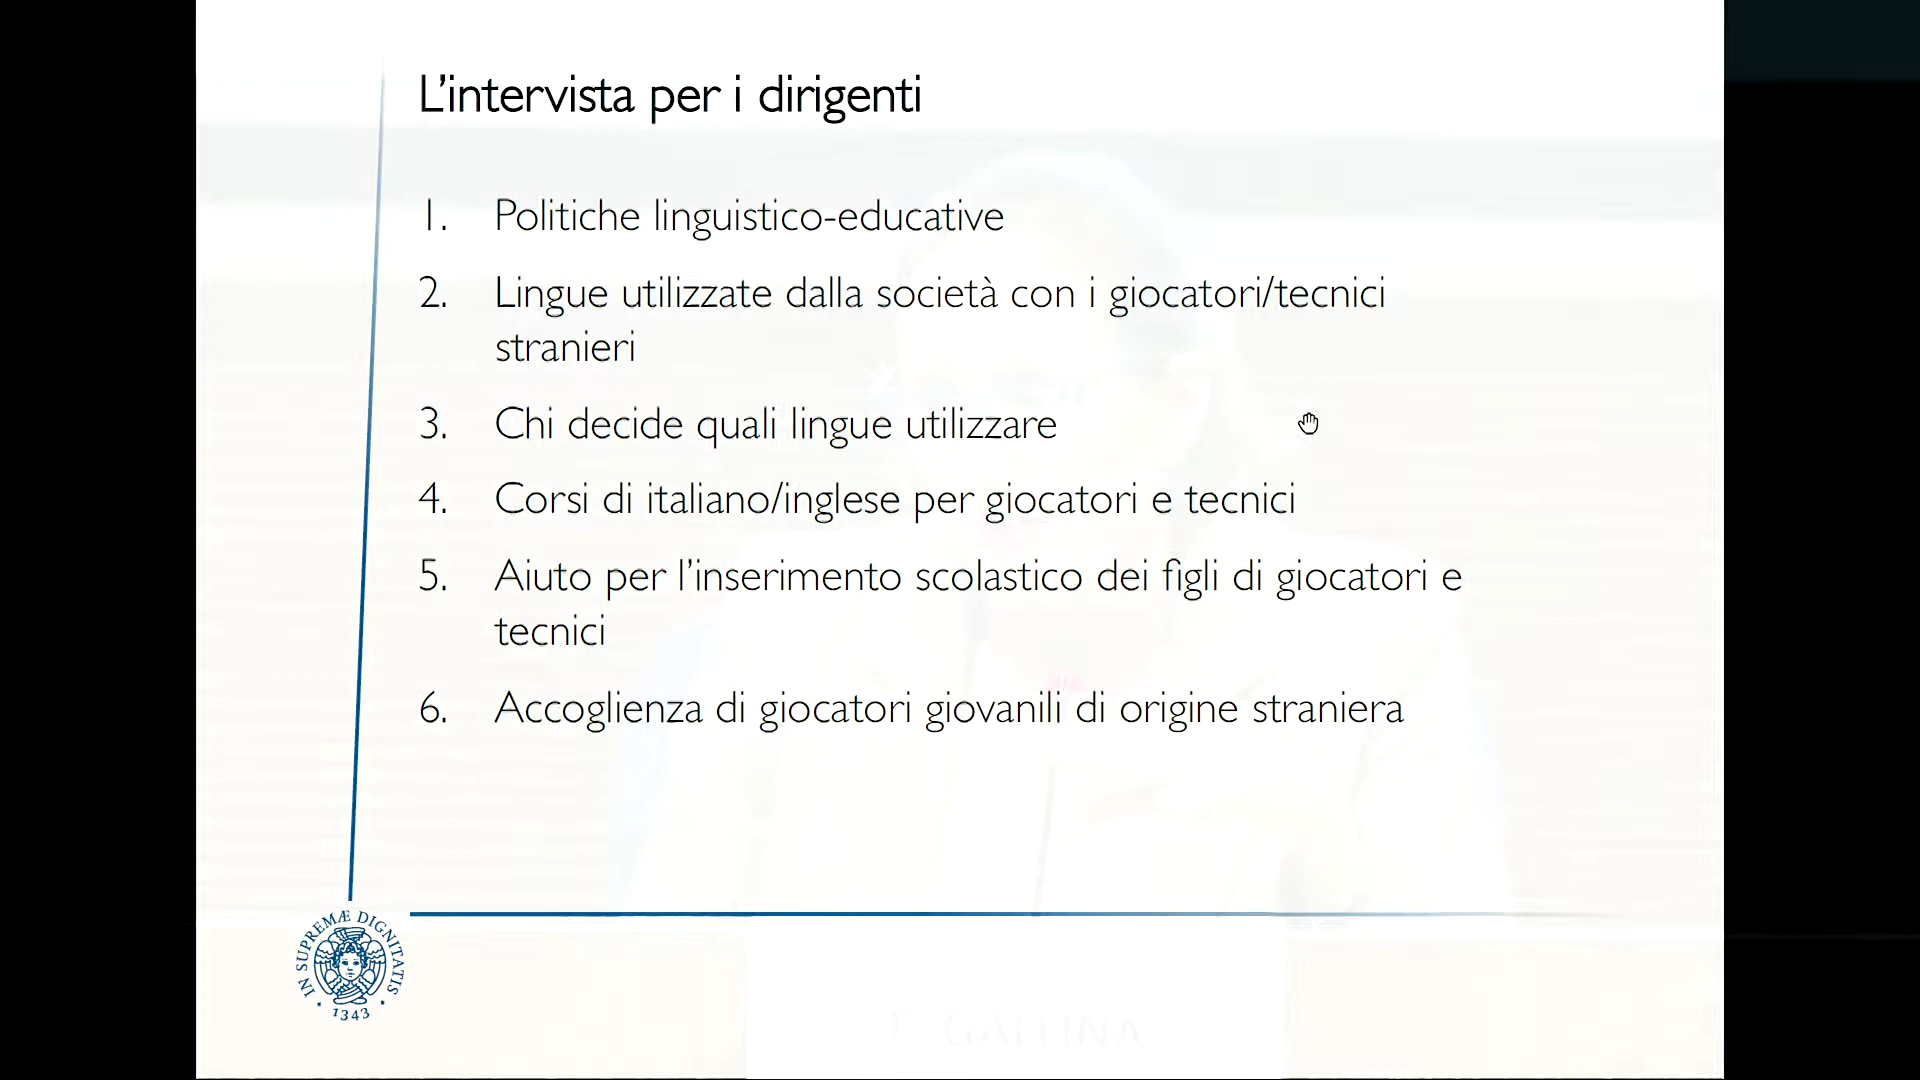 L'intervista per i dirigenti
1. Politiche linguistico-educative
2. Lingue utilizzate dalla società con i giocatori/tecnici
stranieri
3. Chi decide quali lingue utilizzare
4. Corsi di italiano/inglese per giocatori e tecnici
5. Aiuto per l'inserimento scolastico dei figli di giocatori e
tecnici
6. Accoglienza di giocatori giovanili di origine straniera
IN SUPREMÆ DIGNITATIS
1343
F. GALLINA